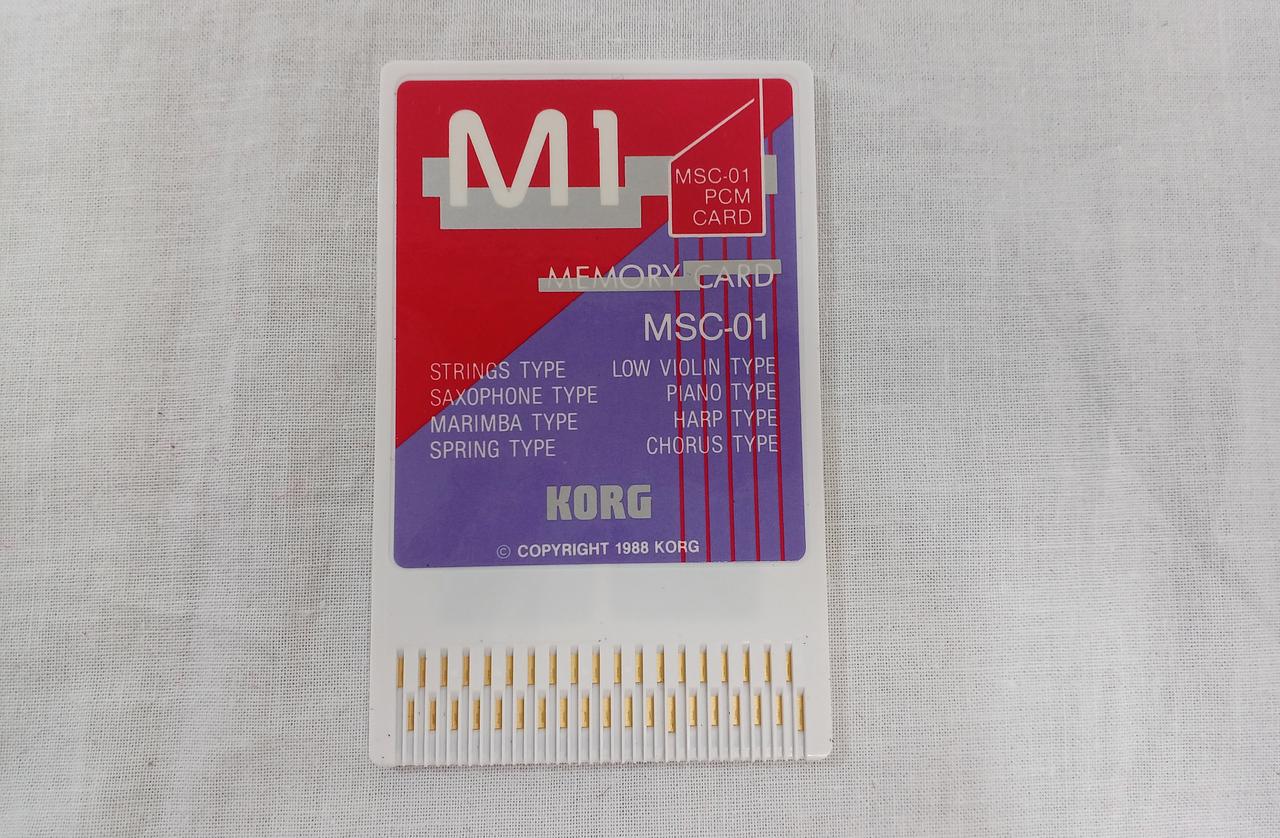 M1
MSC-01
PCM
CARD
MEMORY CARD
MSC-01
STRINGS TYPE
SAXOPHONE TYPE
MARIMBA TYPE
SPRING TYPE
LOW VIOLIN TYPE
PIANO TYPE
HARP TYPE
CHORUS TYPE
KORG
© COPYRIGHT 1988 KORG